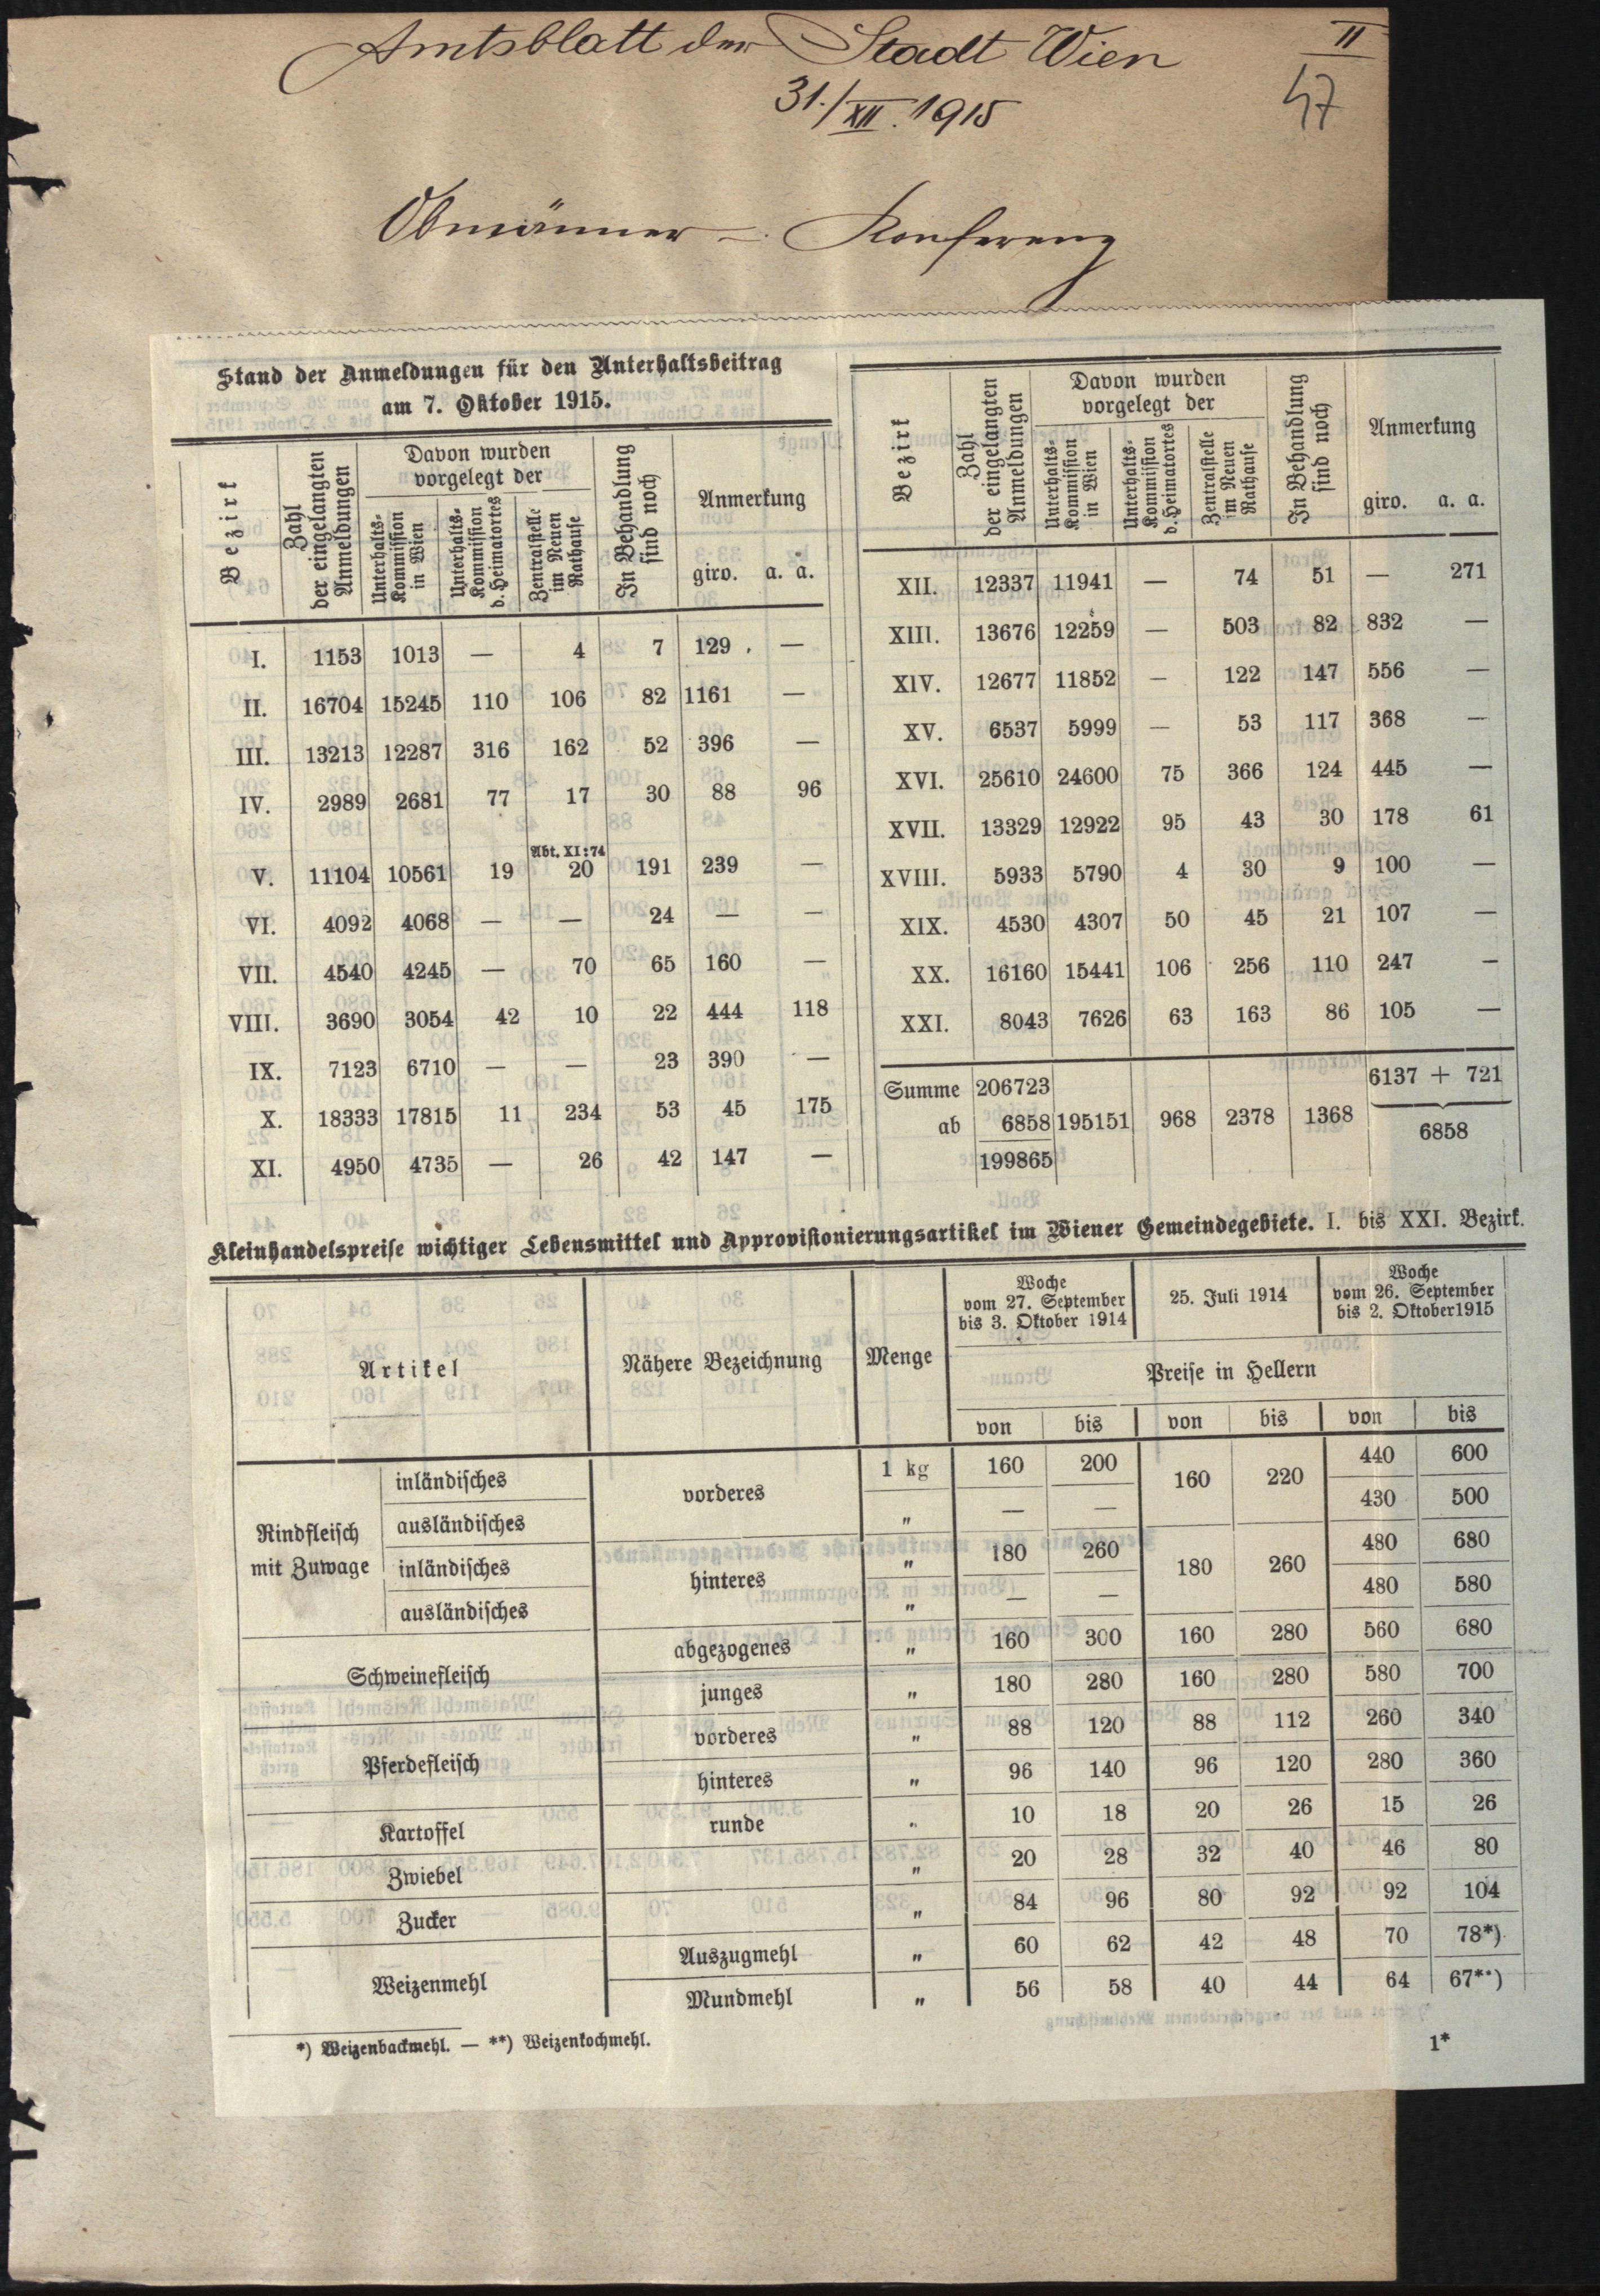 Amtsblatt der Stadt Wien
II
47
31./XII. 1915
Obmänner-Konferenz
Stand der Anmeldungen für den Unterhaltsbeitrag
am 7. Oktober 1915.
Bezirk | Zahl der eingelangten Anmeldungen | Davon wurden vorgelegt der | Unterhalts-Kommission in Wien | Unterhalts-Kommission d. Heimatortes | Zentralstelle im Neuen Rathause | In Behandlung sind noch | Anmerkung giro. a. a.
I. 1153 1013 — 4 7 129 . —
II. 16704 15245 110 106 82 1161 —
III. 13213 12287 316 162 52 396 —
IV. 2989 2681 77 17 30 88 96
Abt. XI:74
V. 11104 10561 19 20 191 239 —
VI. 4092 4068 — — 24 — —
VII. 4540 4245 — 70 65 160 —
VIII. 3690 3054 42 10 22 444 118
IX. 7123 6710 — — 23 390 —
X. 18333 17815 11 234 53 45 175
XI. 4950 4735 — 26 42 147 —
Bezirk | Zahl der eingelangten Anmeldungen | Davon wurden vorgelegt der | Unterhalts-Kommission in Wien | Unterhalts-Kommission d. Heimatortes | Zentralstelle im Neuen Rathause | In Behandlung sind noch | Anmerkung giro. a. a.
XII. 12337 11941 — 74 51 — 271
XIII. 13676 12259 — 503 82 832 —
XIV. 12677 11852 — 122 147 556 —
XV. 6537 5999 — 53 117 368 —
XVI. 25610 24600 75 366 124 445 —
XVII. 13329 12922 95 43 30 178 61
XVIII. 5933 5790 4 30 9 100 —
XIX. 4530 4307 50 45 21 107 —
XX. 16160 15441 106 256 110 247 —
XXI. 8043 7626 63 163 86 105 —
Summe 206723 6137 + 721
ab 6858 195151 968 2378 1368 6858
199865
Kleinhandelspreise wichtiger Lebensmittel und Approvisionierungsartikel im Wiener Gemeindegebiete. I. bis XXI. Bezirk.
Artikel | Nähere Bezeichnung | Menge | Woche vom 27. September bis 3. Oktober 1914 | 25. Juli 1914 | Woche vom 26. September bis 2. Oktober 1915
Preise in Hellern
von bis von bis von bis
Rindfleisch mit Zuwage | inländisches | vorderes | 1 kg 160 200 160 220 440 600
ausländisches " — — 430 500
inländisches | hinteres | " 180 260 180 260 480 680
ausländisches " — — 480 580
Schweinefleisch | abgezogenes " 160 300 160 280 560 680
junges " 180 280 160 280 580 700
Pferdefleisch | vorderes " 88 120 88 112 260 340
hinteres " 96 140 96 120 280 360
Kartoffel | runde " 10 18 20 26 15 26
Zwiebel " 20 28 32 40 46 80
Zucker " 84 96 80 92 92 104
Weizenmehl | Auszugmehl " 60 62 42 48 70 78*)
Mundmehl " 56 58 40 44 64 67**)
*) Weizenbackmehl. — **) Weizenkochmehl.
1*